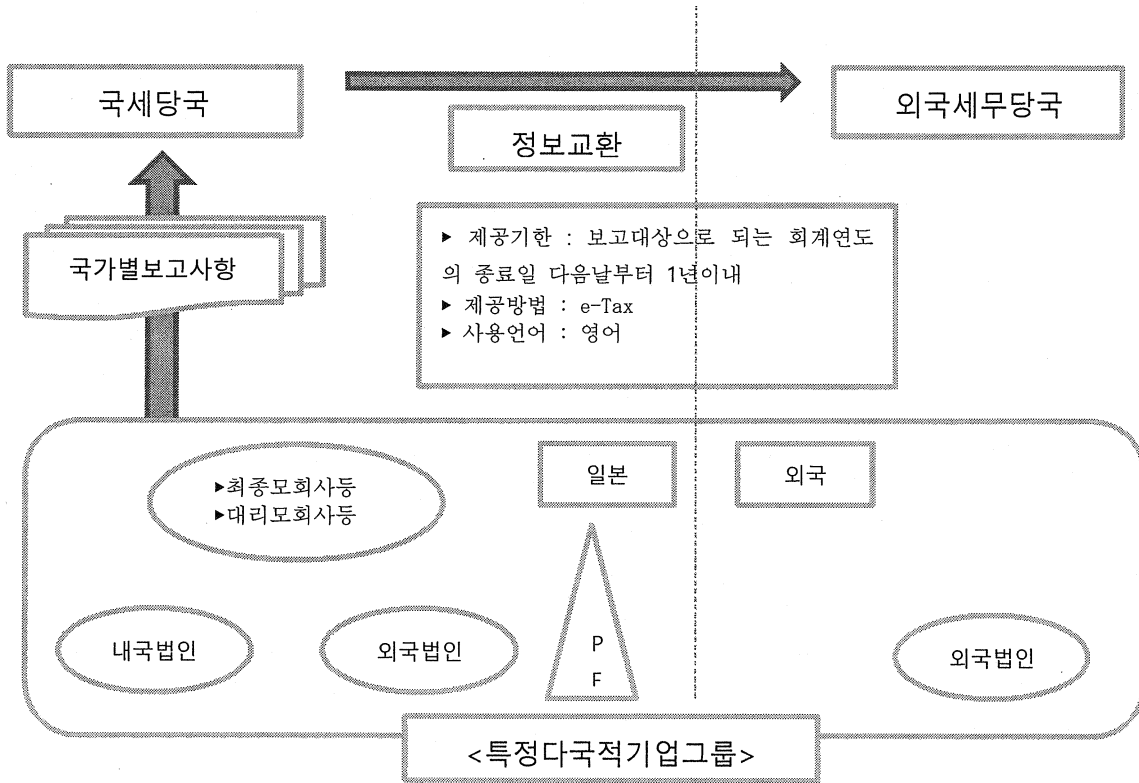 국세당국
외국세무당국
정보교환
국가별보고사항
▶ 제공기한 : 보고대상으로 되는 회계연도
의 종료일 다음날부터 1년이내
▶ 제공방법 : e-Tax
▶ 사용언어 : 영어
▶최종모회사등
▶대리모회사등
일본
외국
내국법인
외국법인
P
F
외국법인
<특정다국적기업그룹>